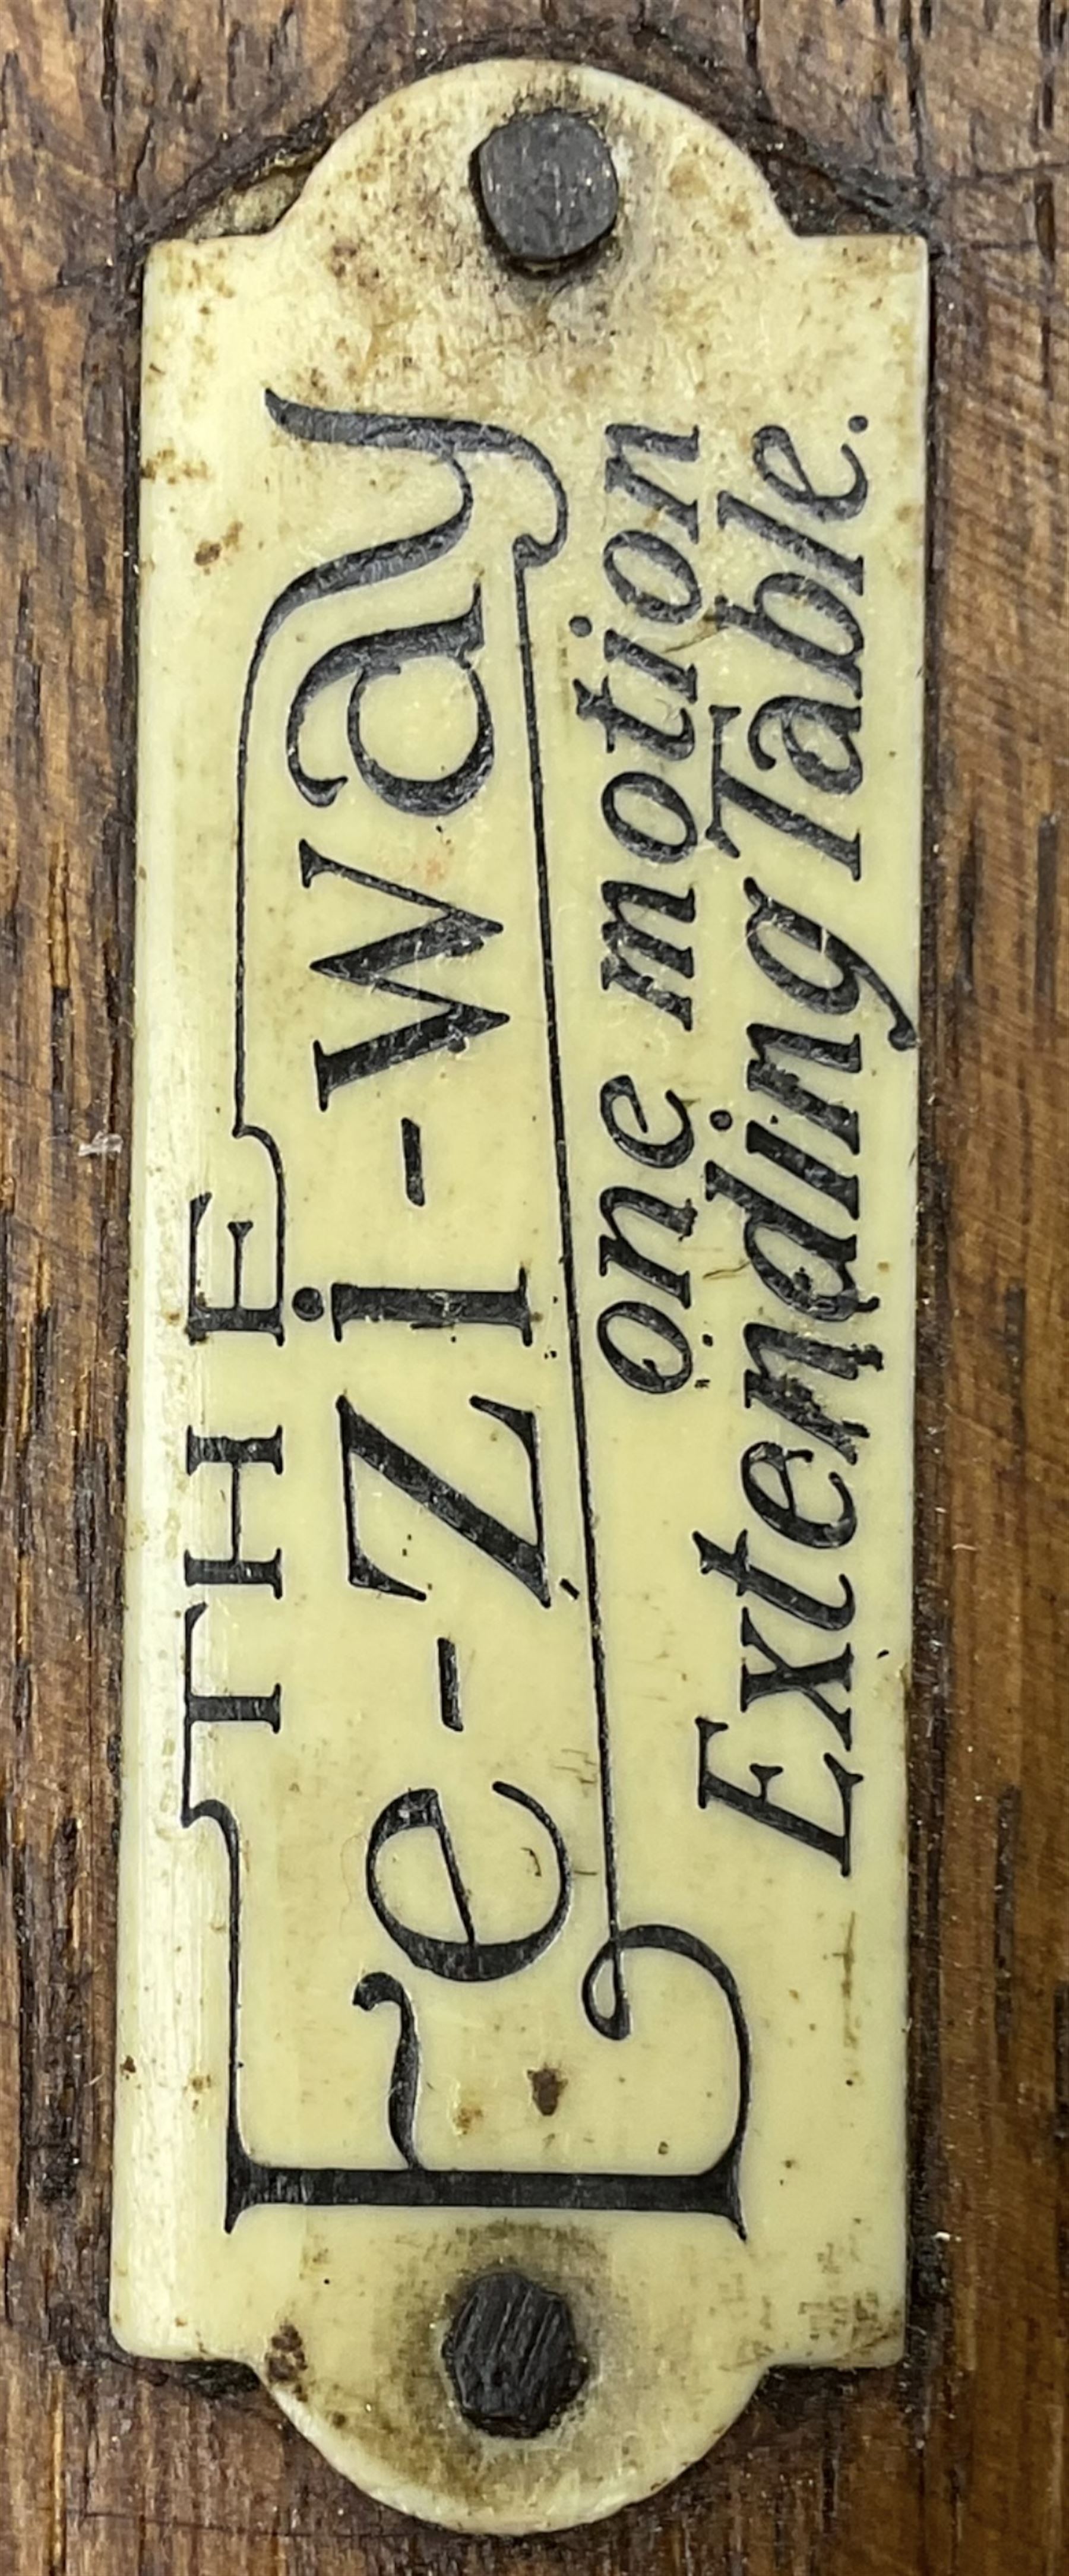 THE
Ee-zi-way
one motion
Extending Table.